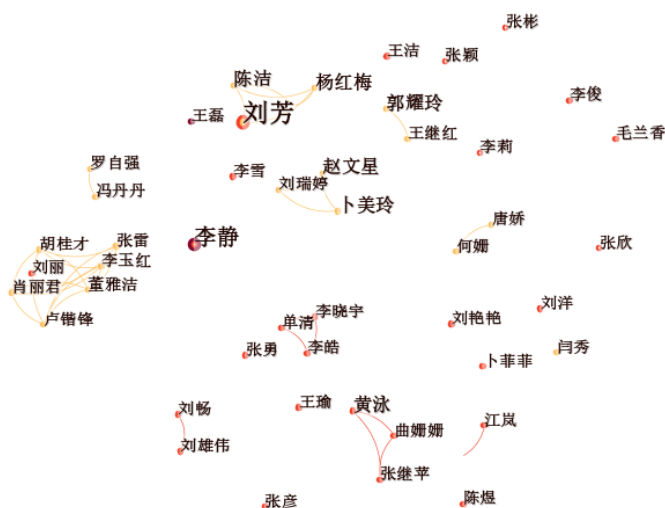 张彬
王洁
张颖
陈洁
杨红梅
李俊
郭耀玲
刘芳
王磊
王继红
毛兰香
李莉
罗自强
赵文星
李雪
刘瑞婷
冯丹丹
卜美玲
唐娇
李静
张雷
胡桂才
何姗
张欣
李玉红
刘丽
肖丽君
董雅洁
刘洋
李晓宇
卢锴锋
单清
刘艳艳
张勇
李皓
闫秀
卜菲菲
王瑜
黄泳
刘畅
江岚
曲姗姗
刘雄伟
张继苹
张彦
陈煜